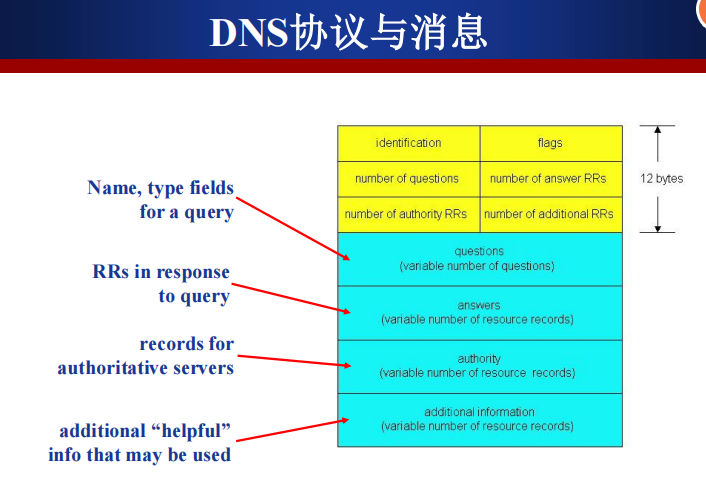 DNS协议与消息
identification
flags
number of questions
number of answer RRs
12 bytes
number of authority RRs
number of additional RRs
Name, type fields
for a query
questions
(variable number of questions)
RRs in response
to query
answers
(variable number of resource records)
records for
authoritative servers
authority
(variable number of resource records)
additional “helpful”
info that may be used
additional information
(variable number of resource records)